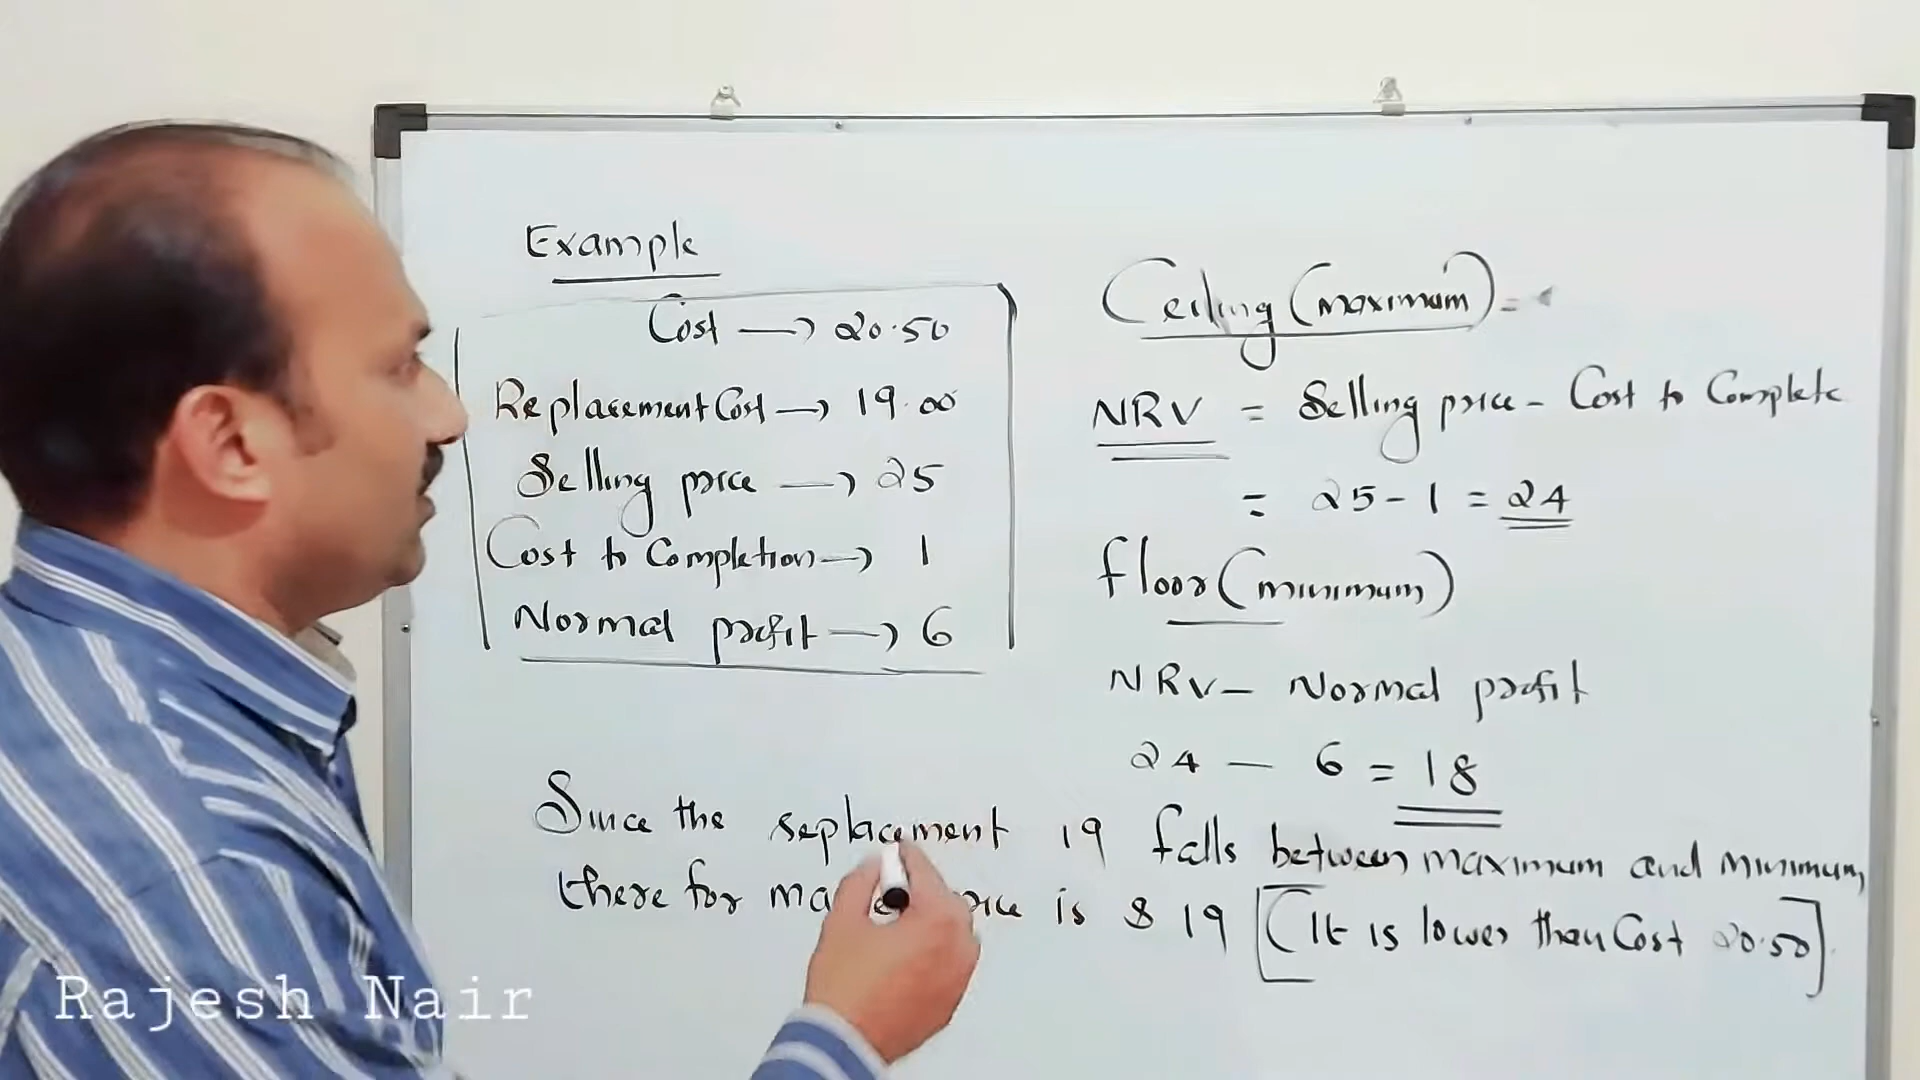 Example
Cost → 20.50
Replacement Cost → 19.00
Selling price → 25
Cost to Completion → 1
Normal profit → 6
Ceiling (maximum) =
NRV = Selling price - Cost to Complete
= 25 - 1 = 24
floor (minimum)
NRV - Normal profit
24 - 6 = 18
Since the replacement 19 falls between maximum and minimum,
there for is $ 19 [(It is lower than Cost 20.50]
Rajesh Nair